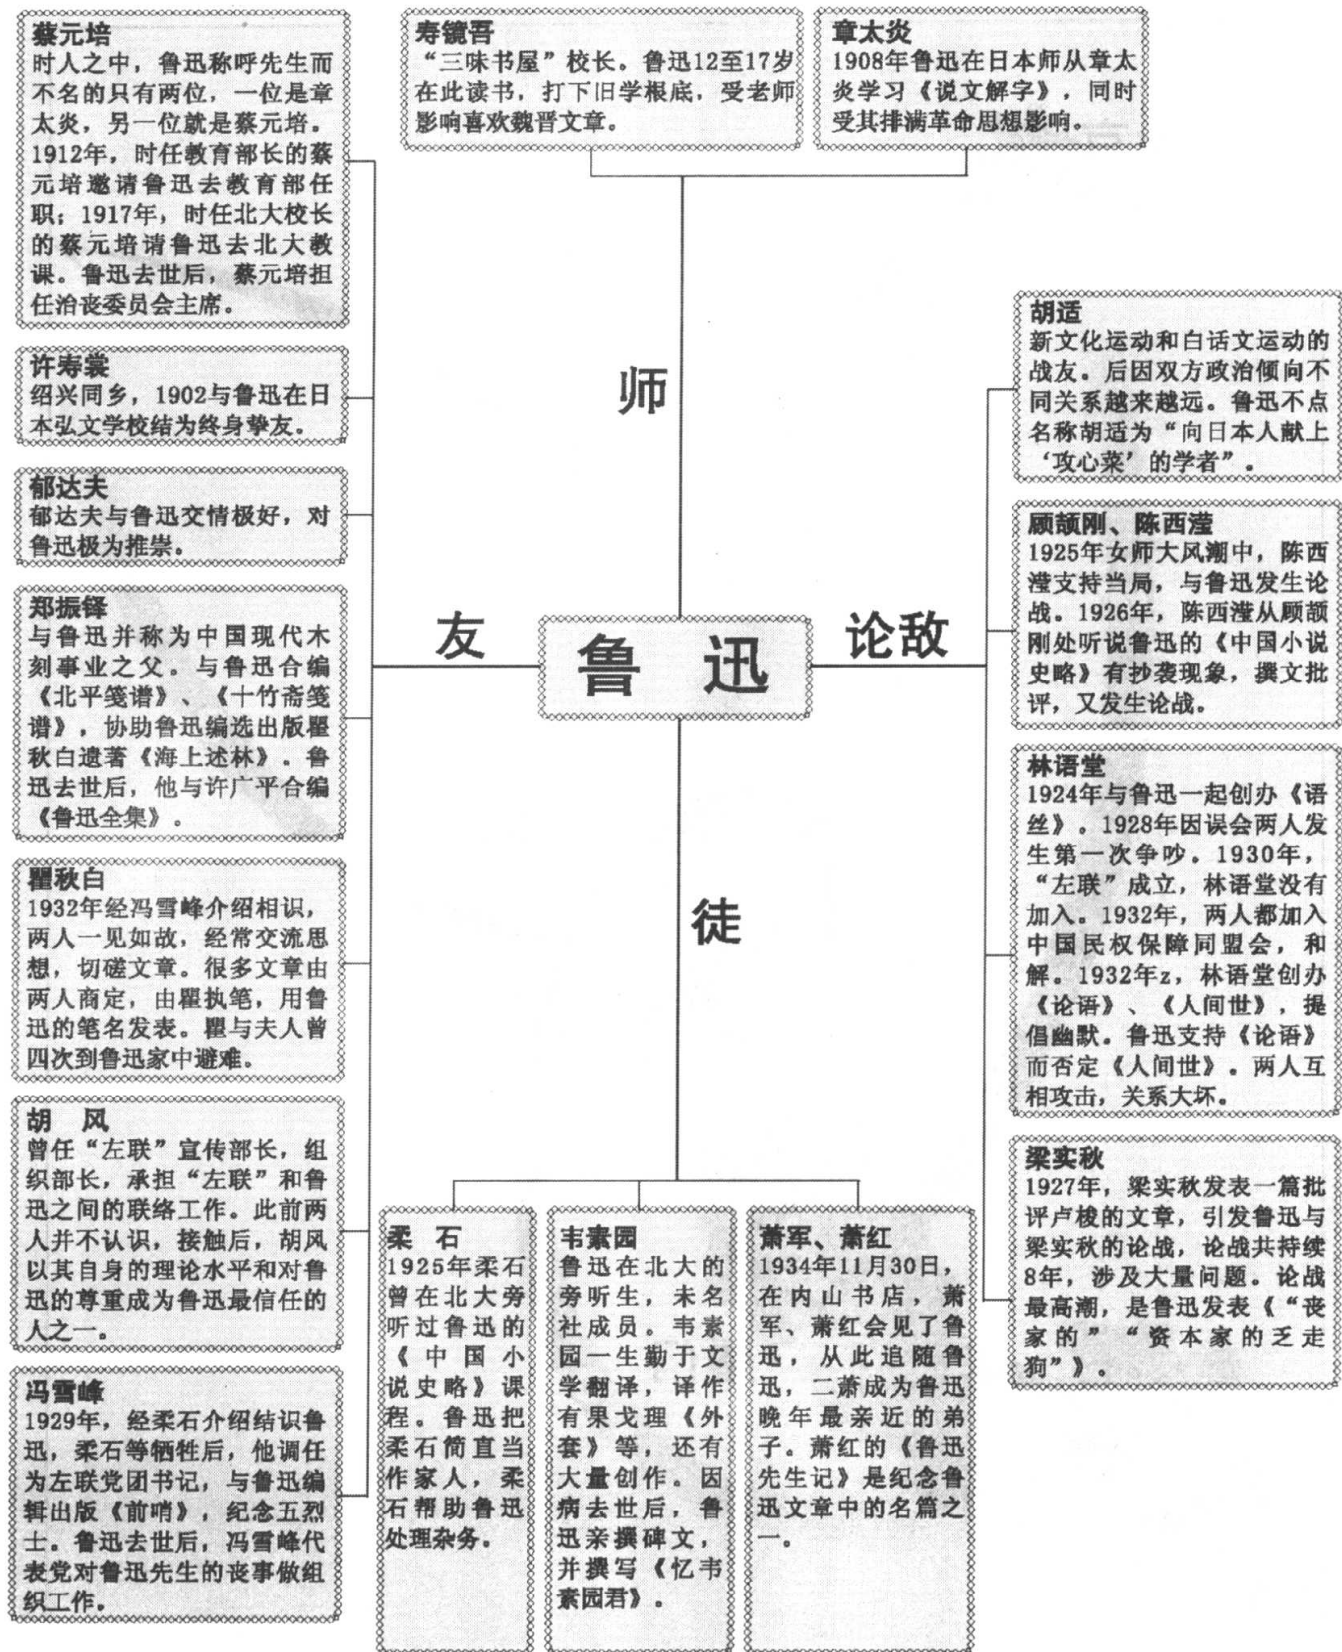 蔡元培
时人之中，鲁迅称呼先生而
不名的只有两位，一位是章
太炎，另一位就是蔡元培。
1912年，时任教育部长的蔡
元培邀请鲁迅去教育部任
职；1917年，时任北大校长
的蔡元培请鲁迅去北大教
课。鲁迅去世后，蔡元培担
任治丧委员会主席。
许寿裳
绍兴同乡，1902与鲁迅在日
本弘文学校结为终身挚友。
郁达夫
郁达夫与鲁迅交情极好，对
鲁迅极为推崇。
郑振铎
与鲁迅并称为中国现代木
刻事业之父。与鲁迅合编
《北平笺谱》、《十竹斋笺
谱》，协助鲁迅编选出版瞿
秋白遗著《海上述林》。鲁
迅去世后，他与许广平合编
《鲁迅全集》。
瞿秋白
1932年经冯雪峰介绍相识，
两人一见如故，经常交流思
想，切磋文章。很多文章由
两人商定，由瞿执笔，用鲁
迅的笔名发表。瞿与夫人曾
四次到鲁迅家中避难。
胡 风
曾任“左联”宣传部长，组
织部长，承担“左联”和鲁
迅之间的联络工作。此前两
人并不认识，接触后，胡风
以其自身的理论水平和对鲁
迅的尊重成为鲁迅最信任的
人之一。
冯雪峰
1929年，经柔石介绍结识鲁
迅，柔石等牺牲后，他调任
为左联党团书记，与鲁迅编
辑出版《前哨》，纪念五烈
士。鲁迅去世后，冯雪峰代
表党对鲁迅先生的丧事做组
织工作。
寿镜吾
“三味书屋”校长。鲁迅12至17岁
在此读书，打下旧学根底，受老师
影响喜欢魏晋文章。
章太炎
1908年鲁迅在日本师从章太
炎学习《说文解字》，同时
受其排满革命思想影响。
师
友
鲁 迅
论敌
徒
胡适
新文化运动和白话文运动的
战友。后因双方政治倾向不
同关系越来越远。鲁迅不点
名称胡适为“向日本人献上
‘攻心菜’的学者”。
顾颉刚、陈西滢
1925年女师大风潮中，陈西
滢支持当局，与鲁迅发生论
战。1926年，陈西滢从顾颉
刚处听说鲁迅的《中国小说
史略》有抄袭现象，撰文批
评，又发生论战。
林语堂
1924年与鲁迅一起创办《语
丝》。1928年因误会两人发
生第一次争吵。1930年，
“左联”成立，林语堂没有
加入。1932年，两人都加入
中国民权保障同盟会，和
解。1932年z，林语堂创办
《论语》、《人间世》，提
倡幽默。鲁迅支持《论语》
而否定《人间世》。两人互
相攻击，关系大坏。
梁实秋
1927年，梁实秋发表一篇批
评卢梭的文章，引发鲁迅与
梁实秋的论战，论战共持续
8年，涉及大量问题。论战
最高潮，是鲁迅发表《“丧
家的”“资本家的乏走
狗”》。
柔 石
1925年柔石
曾在北大旁
听过鲁迅的
《中国小
说史略》课
程。鲁迅把
柔石简直当
作家人，柔
石帮助鲁迅
处理杂务。
韦素园
鲁迅在北大的
旁听生，未名
社成员。韦素
园一生勤于文
学翻译，译作
有果戈理《外
套》等，还有
大量创作。因
病去世后，鲁
迅亲撰碑文，
并撰写《忆韦
素园君》。
萧军、萧红
1934年11月30日，
在内山书店，萧
军、萧红会见了鲁
迅，从此追随鲁
迅，二萧成为鲁迅
晚年最亲近的弟
子。萧红的《鲁迅
先生记》是纪念鲁
迅文章中的名篇之
一。